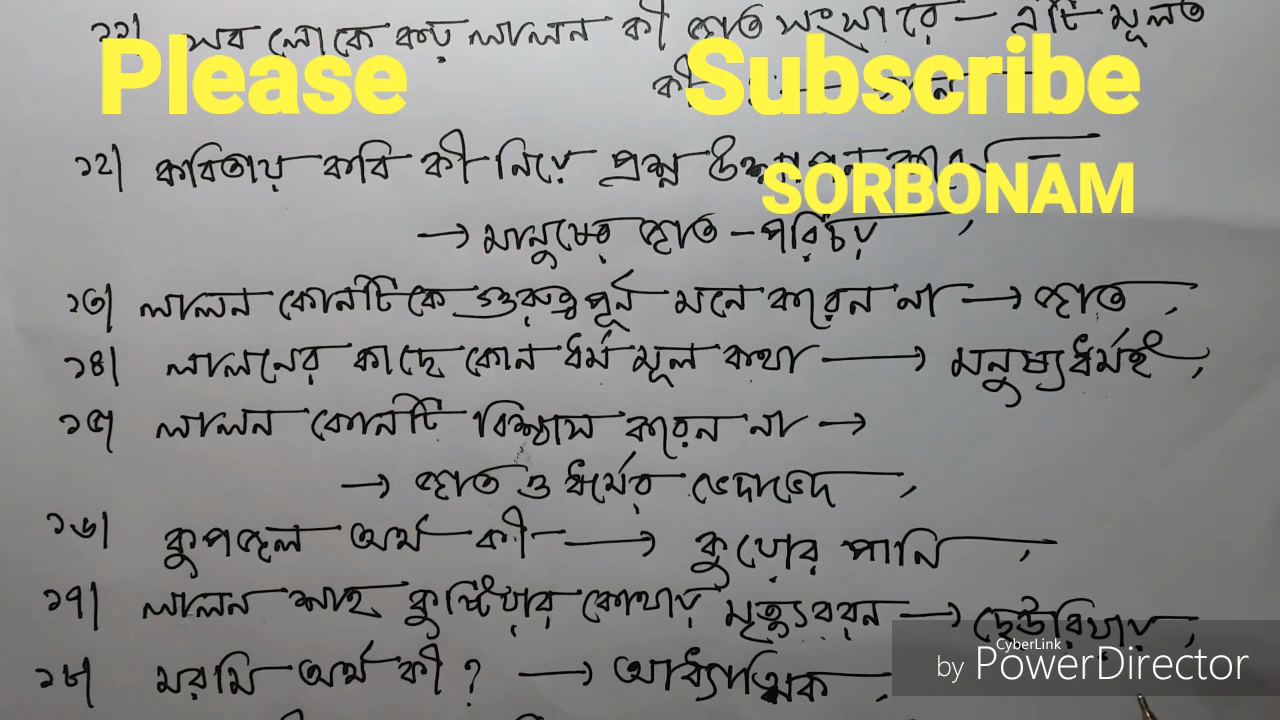 ১১| সব লোকে কয় লালন কী জাত সংসারে – এটি মূলত
Please Subscribe
কী
১২| কবিতায় কবি কী নিয়ে প্রশ্ন
SORBONAM
→ মানুষের জাত – পরিচয়,
১৩| লালন কোনটিকে গুরুত্বপূর্ন মনে করেন না → জাত,
১৪| লালনের কাছে কোন ধর্ম মূল কথা → মনুষ্যধর্মই,
১৫| লালন কোনটি বিশ্বাস করেন না →
→ জাত ও ধর্মের ভেদাভেদ,
১৬| কুপজল অর্থ কী → কুয়োর পানি,
১৭| লালন শাহ কুষ্টিয়ার কোথায় মৃত্যুবরন → ছেউরিয়ায়,
CyberLink
by PowerDirector
১৮| মরমি অর্থ কী? → আধ্যাত্মিক,